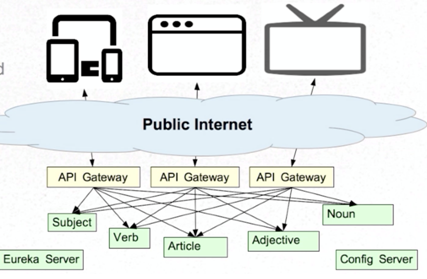 d
Public Internet
API Gateway
API Gateway
API Gateway
Subject
Verb
Article
Adjective
Noun
Eureka Server
Config Server